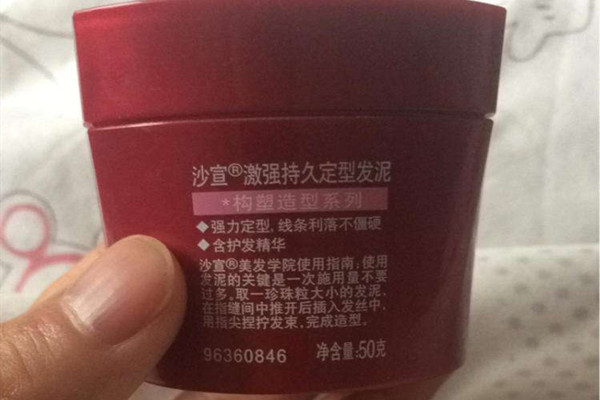 沙宣®激强持久定型发泥
*构塑造型系列
◆强力定型,线条利落不僵硬
◆含护发精华
沙宣®美发学院使用指南:使用
发泥的关键是一次施用量不要
过多。取一珍珠粒大小的发泥,
在指缝间中推开后插入发丝中,
用指尖捏拧发束,完成造型。
96360846 净含量:50克